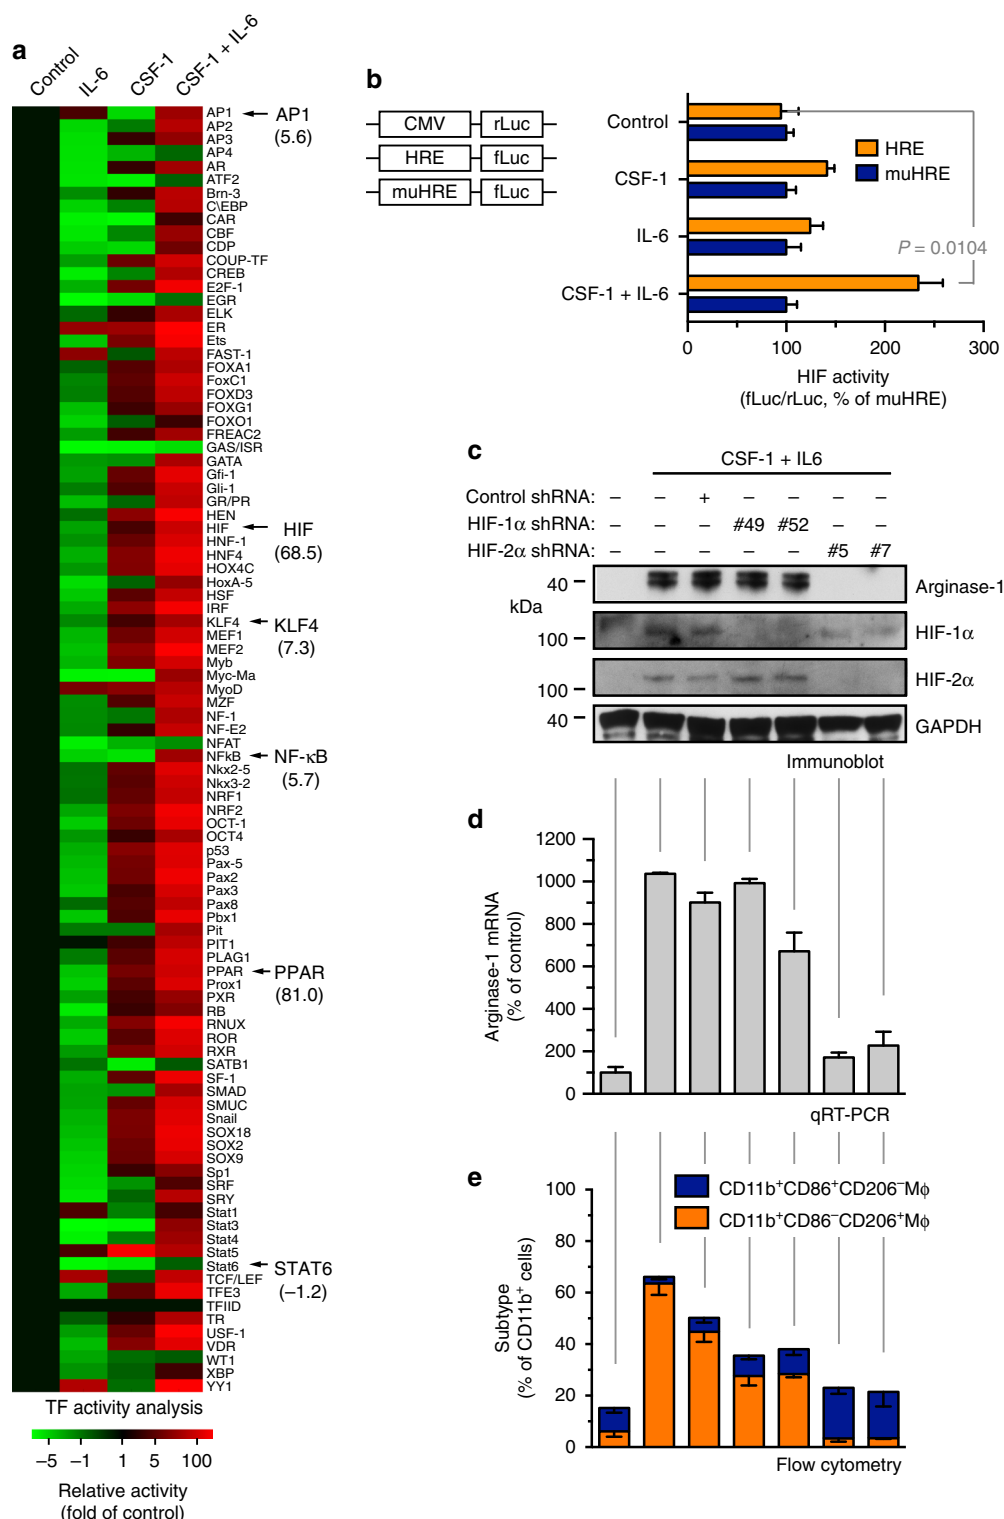 a
Control
IL-6
CSF-1
CSF-1 + IL-6
AP1
AP2
AP3
AP4
AR
ATF2
Brn-3
C\EBP
CAR
CBF
CDP
COUP-TF
CREB
E2F-1
EGR
ELK
ER
Ets
FAST-1
FOXA1
FoxC1
FOXD3
FOXG1
FOXO1
FREAC2
GAS/ISR
GATA
Gfi-1
Gli-1
GR/PR
HEN
HIF
HNF-1
HNF4
HOX4C
HoxA-5
HSF
IRF
KLF4
MEF1
MEF2
Myb
Myc-Ma
MyoD
MZF
NF-1
NF-E2
NFAT
NFkB
Nkx2-5
Nkx3-2
NRF1
NRF2
OCT-1
OCT4
p53
Pax-5
Pax2
Pax3
Pax8
Pbx1
Pit
PIT1
PLAG1
PPAR
Prox1
PXR
RB
RNUX
ROR
RXR
SATB1
SF-1
SMAD
SMUC
Snail
SOX18
SOX2
SOX9
Sp1
SRF
SRY
Stat1
Stat3
Stat4
Stat5
Stat6
TCF/LEF
TFE3
TFIID
TR
USF-1
VDR
WT1
XBP
YY1
AP1
(5.6)
HIF
(68.5)
KLF4
(7.3)
NF-κB
(5.7)
PPAR
(81.0)
STAT6
(−1.2)
TF activity analysis
−5 −1 1 5 100
Relative activity
(fold of control)
b
CMV rLuc
HRE fLuc
muHRE fLuc
Control
CSF-1
IL-6
CSF-1 + IL-6
HRE
muHRE
P = 0.0104
0 100 200 300
HIF activity
(fLuc/rLuc, % of muHRE)
c
CSF-1 + IL6
Control shRNA: − − + − − − −
HIF-1α shRNA: − − − #49 #52 − −
HIF-2α shRNA: − − − − − #5 #7
40
Arginase-1
kDa
100
HIF-1α
100
HIF-2α
40
GAPDH
Immunoblot
d
Arginase-1 mRNA
(% of control)
1200
1000
800
600
400
200
0
qRT-PCR
e
CD11b⁺CD86⁺CD206⁻Mϕ
CD11b⁺CD86⁻CD206⁺Mϕ
Subtype
(% of CD11b⁺ cells)
100
80
60
40
20
0
Flow cytometry